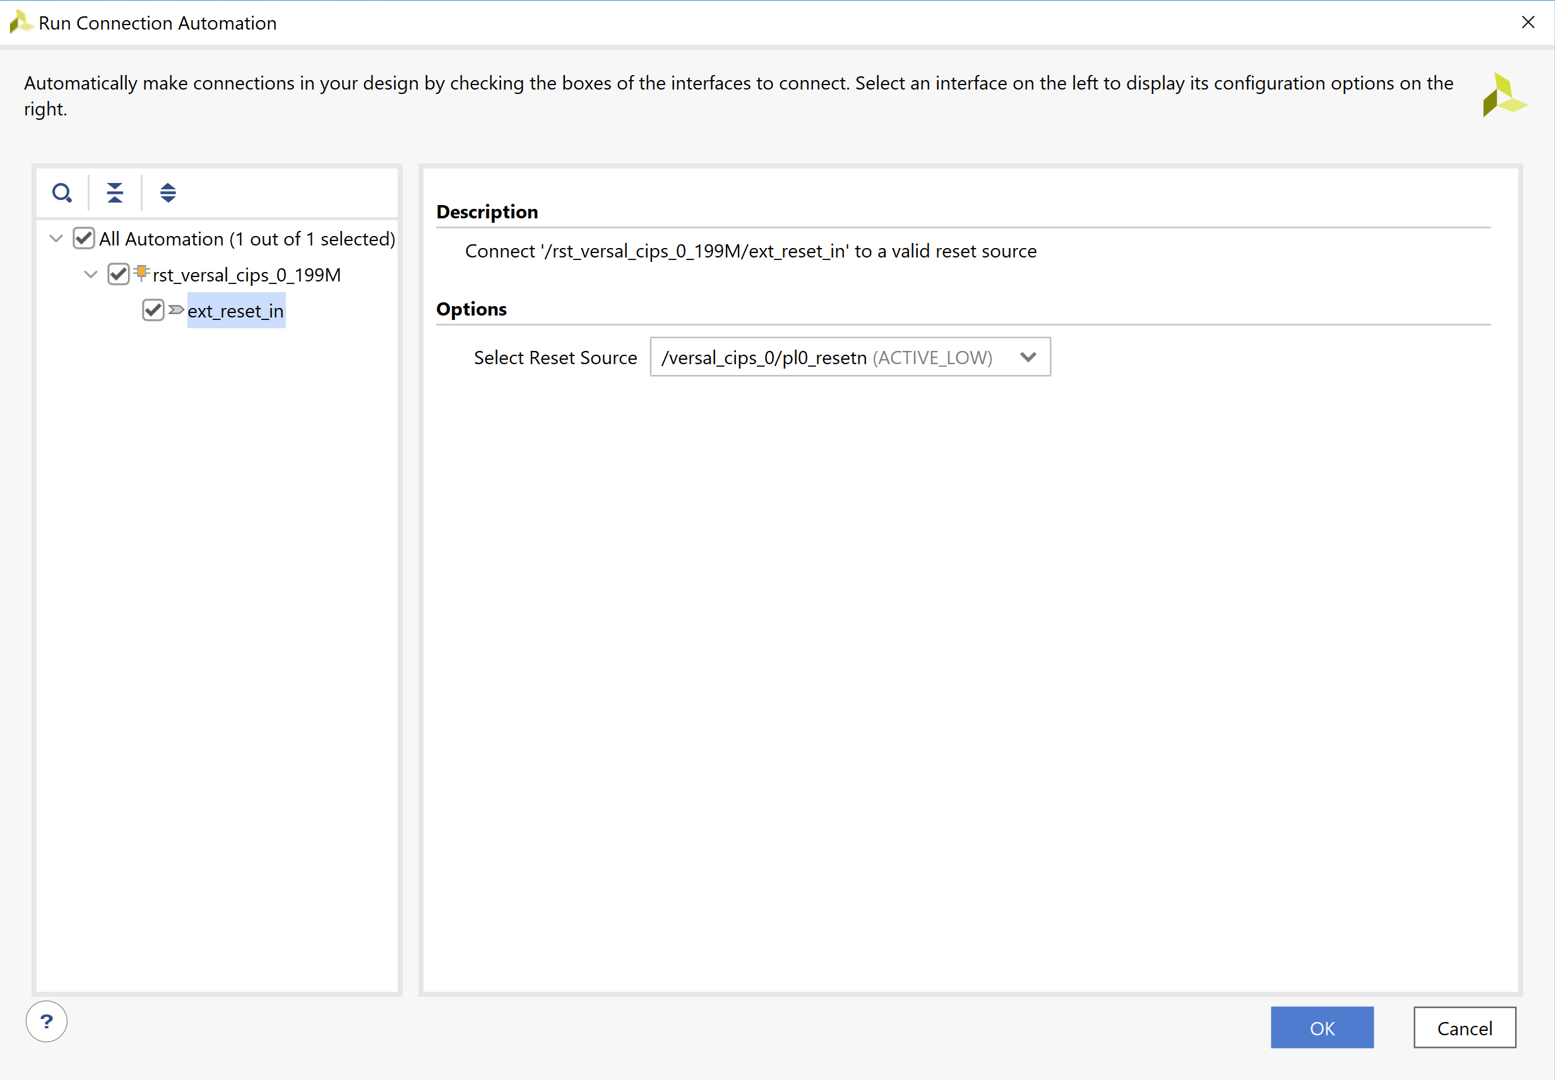 Run Connection Automation
Automatically make connections in your design by checking the boxes of the interfaces to connect. Select an interface on the left to display its configuration options on the
right.
All Automation (1 out of 1 selected)
rst_versal_cips_0_199M
ext_reset_in
Description
Connect '/rst_versal_cips_0_199M/ext_reset_in' to a valid reset source
Options
Select Reset Source /versal_cips_0/pl0_resetn (ACTIVE_LOW)
?
OK Cancel